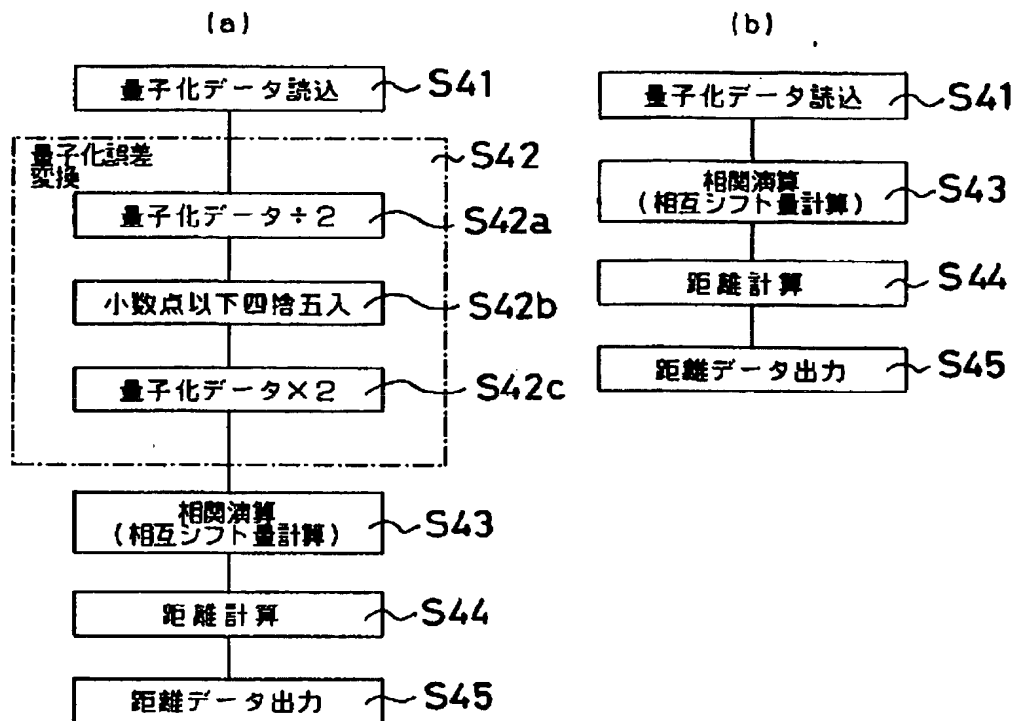 (a)
量子化データ読込 S41
量子化誤差
変換
S42
量子化データ÷2 S42a
小数点以下四捨五入 S42b
量子化データ×2 S42c
相関演算
(相互シフト量計算)
S43
距離計算 S44
距離データ出力 S45
(b)
量子化データ読込 S41
相関演算
(相互シフト量計算)
S43
距離計算 S44
距離データ出力 S45